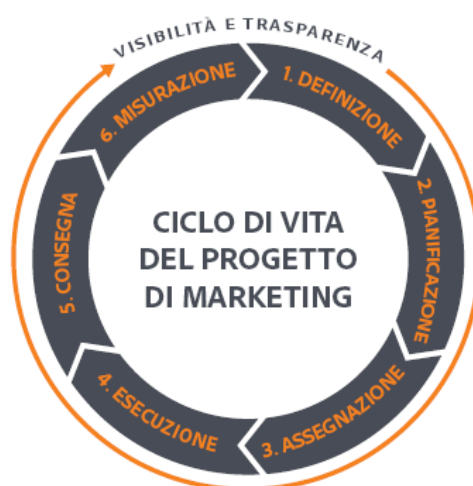 VISIBILITÀ E TRASPARENZA
1. DEFINIZIONE
2. PIANIFICAZIONE
3. ASSEGNAZIONE
4. ESECUZIONE
5. CONSEGNA
6. MISURAZIONE
CICLO DI VITA
DEL PROGETTO
DI MARKETING